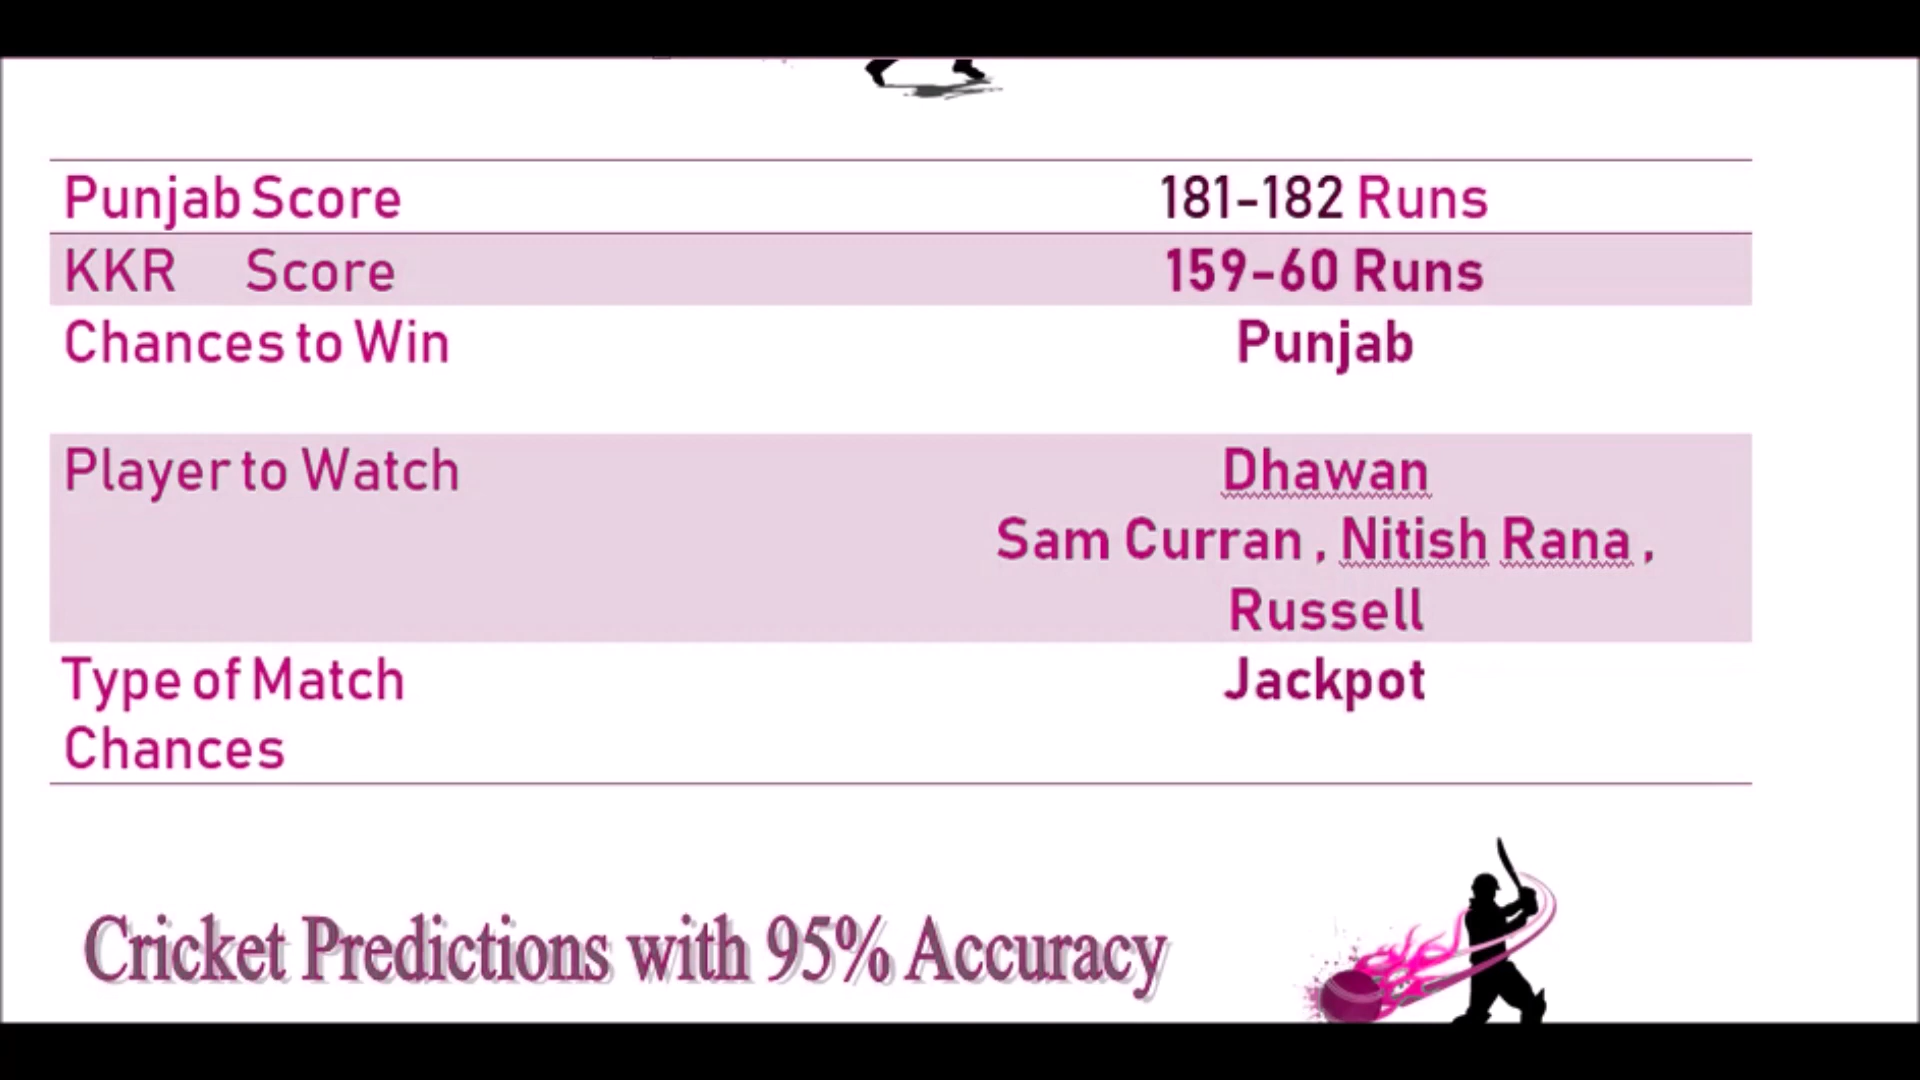 Punjab Score 181-182 Runs
KKR Score 159-60 Runs
Chances to Win Punjab
Player to Watch Dhawan
Sam Curran , Nitish Rana ,
Russell
Type of Match Jackpot
Chances
Cricket Predictions with 95% Accuracy